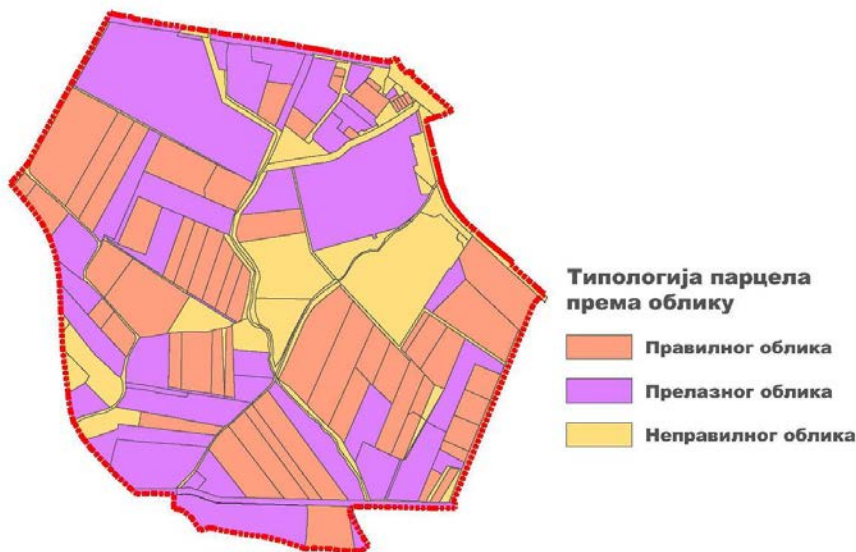 Типологија парцела
према облику
Правилног облика
Прелазног облика
Неправилног облика